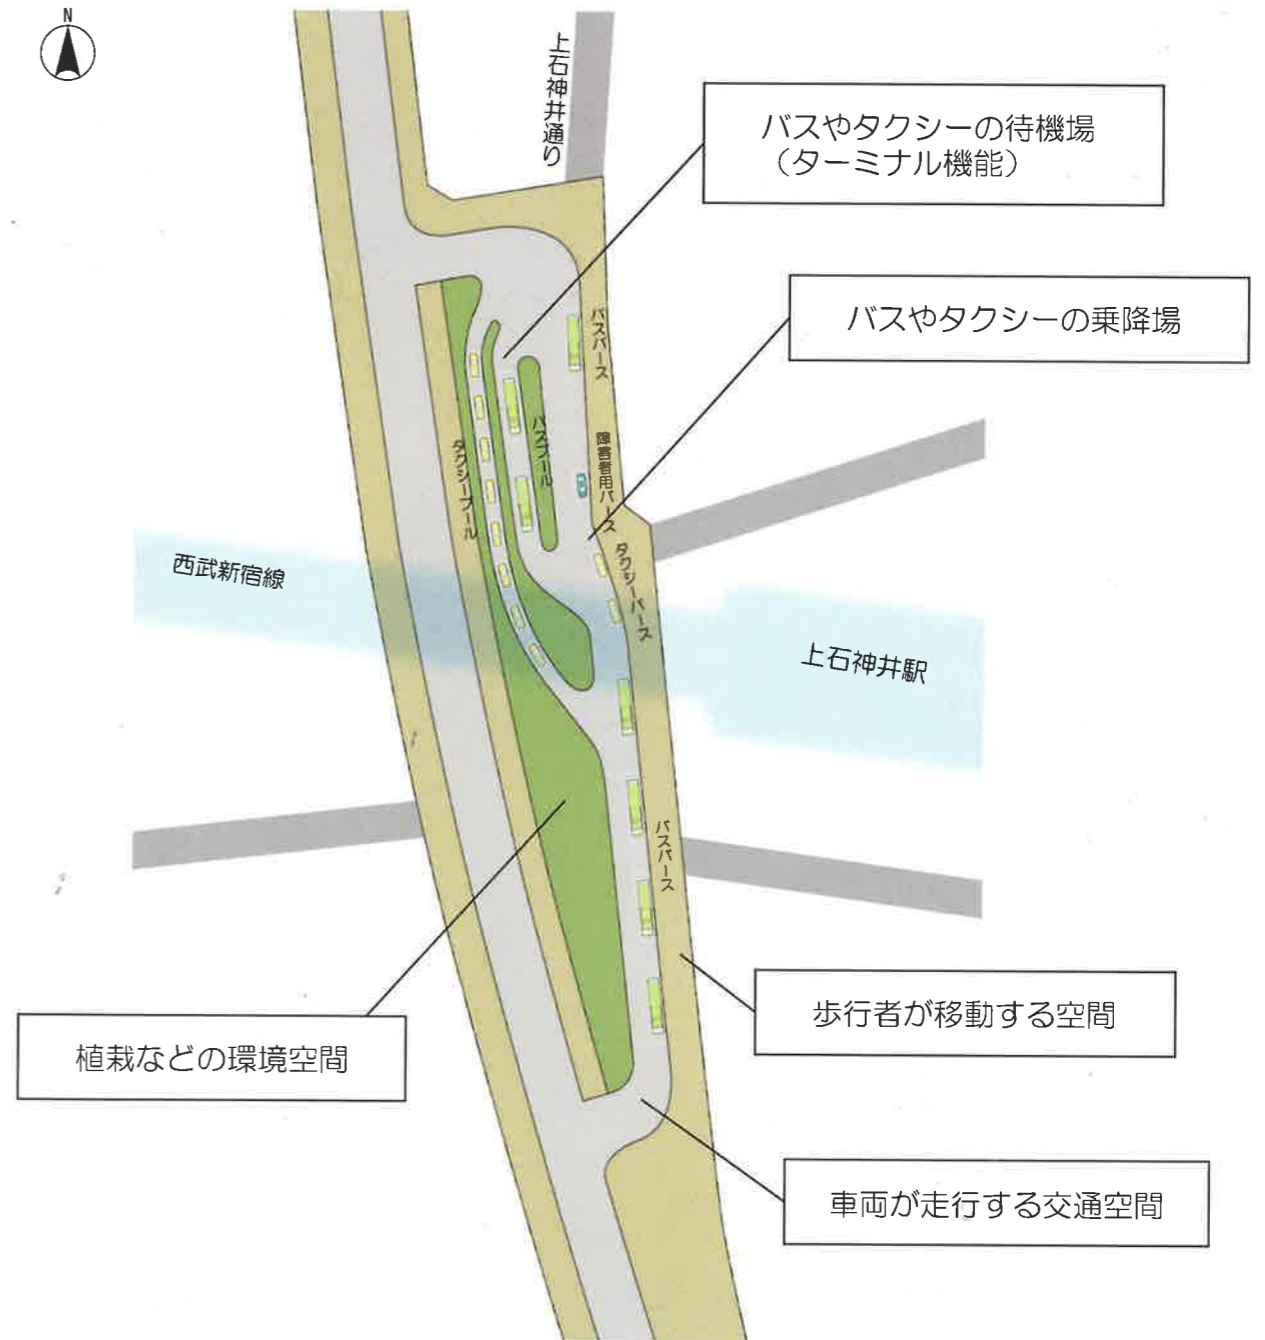 N
上石神井通り
バスやタクシーの待機場
（ターミナル機能）
バスやタクシーの乗降場
バスバース
バスプール
障害者用バース
タクシープール
タクシーバース
西武新宿線
上石神井駅
バスバース
植栽などの環境空間
歩行者が移動する空間
車両が走行する交通空間